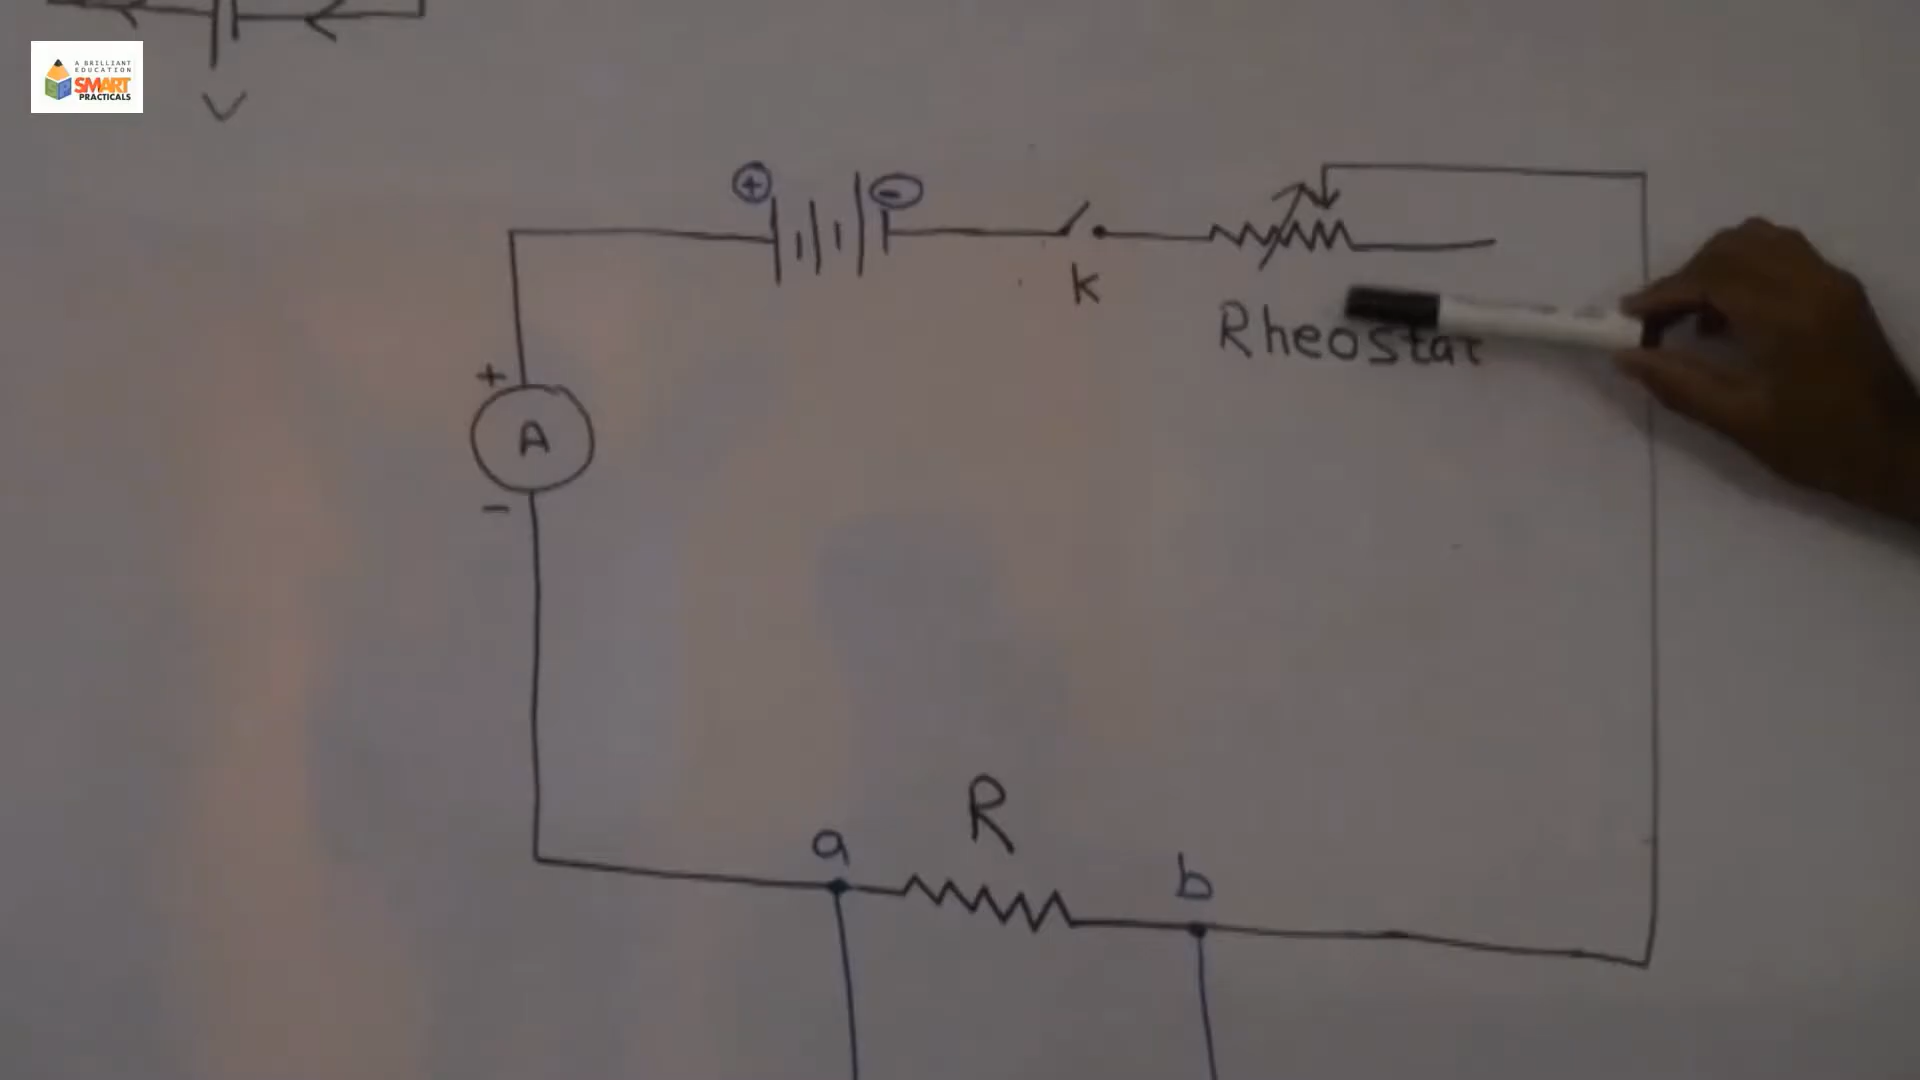 A BRILLIANT
EDUCATION
SMART
PRACTICALS
V
+ -
K
Rheostat
+
A
-
R
a
b